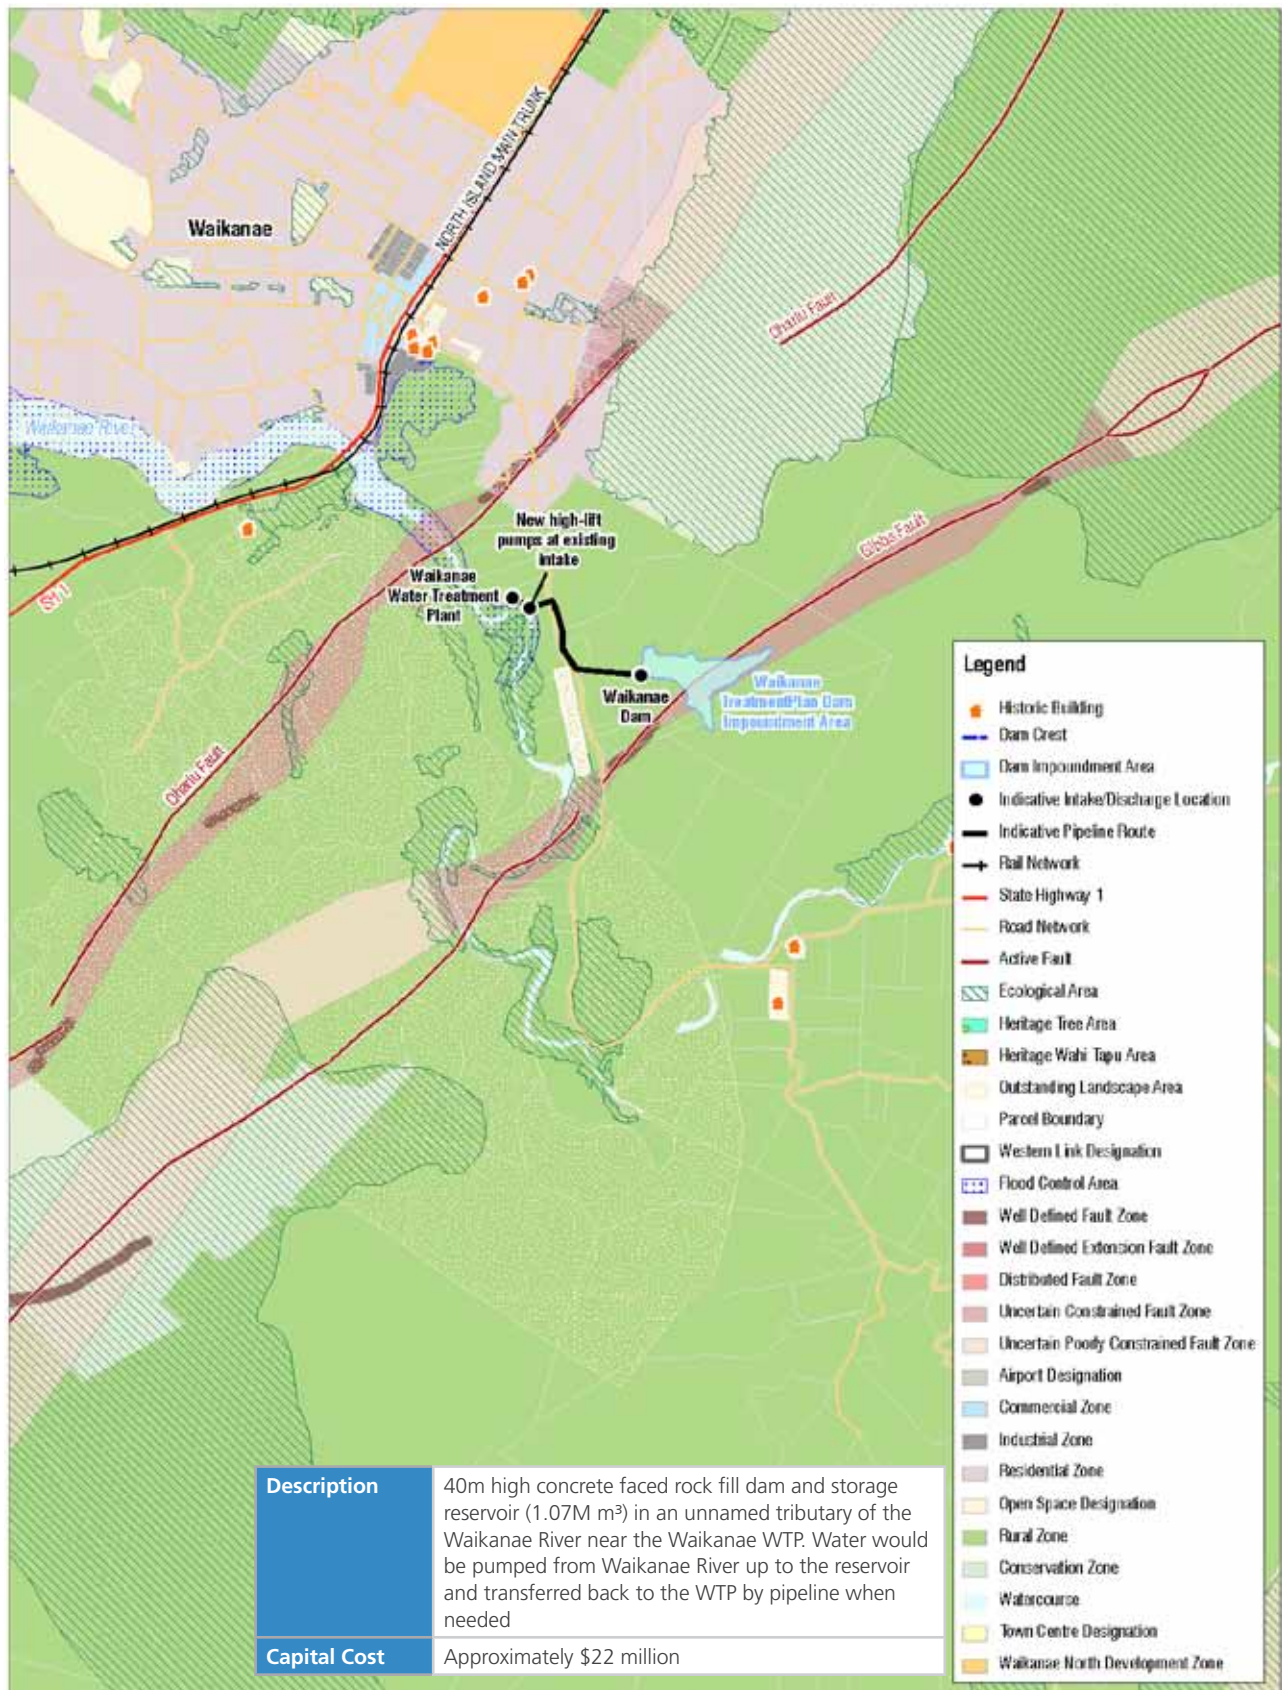 NORTH ISLAND MAIN TRUNK
Waikanae
Ohariu Fault
Waikanae River
Gibbs Fault
New high-lift
pumps at existing
intake
Waikanae
Water Treatment
Plant
SH 1
Waikanae
Dam
Waikanae
TreatmentPlan Dam
Impoundment Area
Ohariu Fault
Legend
Historic Building
Dam Crest
Dam Impoundment Area
Indicative Intake/Discharge Location
Indicative Pipeline Route
Rail Network
State Highway 1
Road Network
Active Fault
Ecological Area
Heritage Tree Area
Heritage Wahi Tapu Area
Outstanding Landscape Area
Parcel Boundary
Western Link Designation
Flood Control Area
Well Defined Fault Zone
Well Defined Extension Fault Zone
Distributed Fault Zone
Uncertain Constrained Fault Zone
Uncertain Poorly Constrained Fault Zone
Airport Designation
Commercial Zone
Industrial Zone
Residential Zone
Open Space Designation
Rural Zone
Conservation Zone
Watercourse
Town Centre Designation
Waikanae North Development Zone
Description
40m high concrete faced rock fill dam and storage
reservoir (1.07M m³) in an unnamed tributary of the
Waikanae River near the Waikanae WTP. Water would
be pumped from Waikanae River up to the reservoir
and transferred back to the WTP by pipeline when
needed
Capital Cost
Approximately $22 million